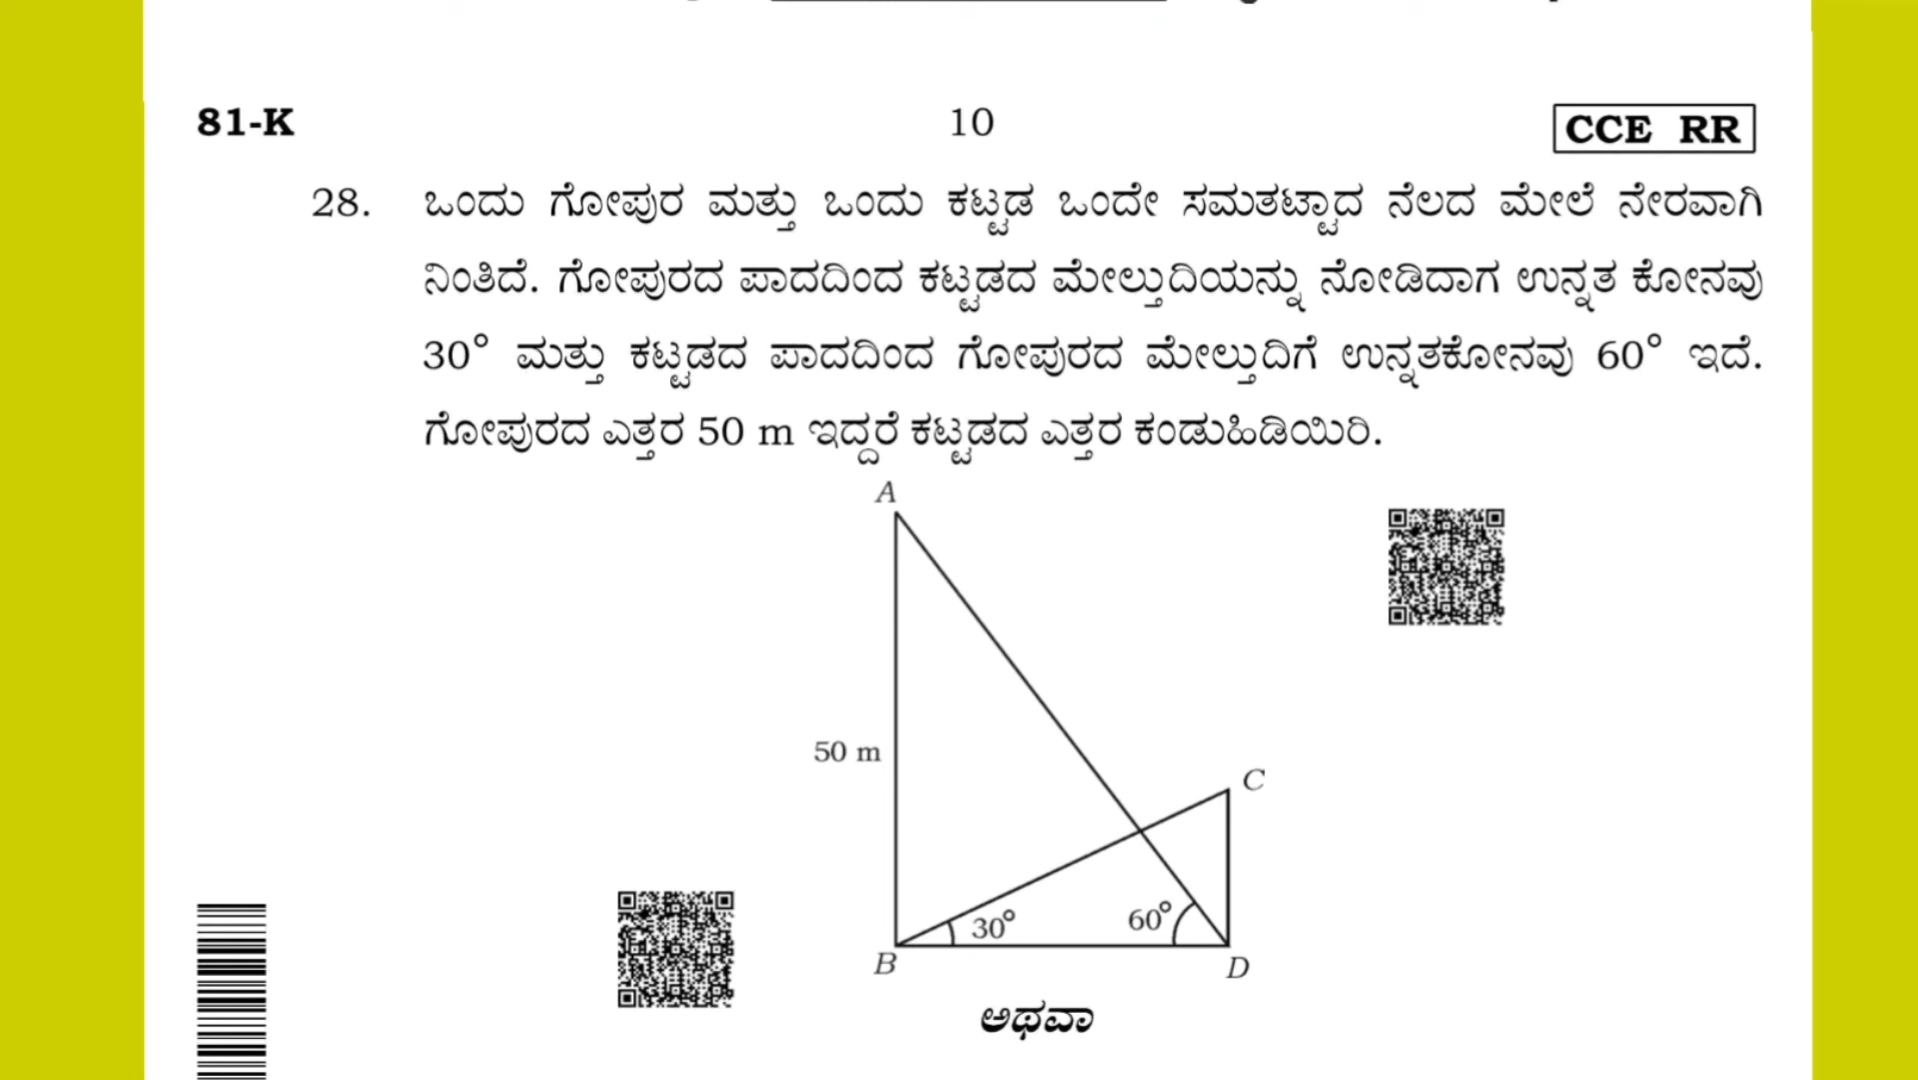 81-K 10 CCE RR
28. ಒಂದು ಗೋಪುರ ಮತ್ತು ಒಂದು ಕಟ್ಟಡ ಒಂದೇ ಸಮತಟ್ಟಾದ ನೆಲದ ಮೇಲೆ ನೇರವಾಗಿ
ನಿಂತಿದೆ. ಗೋಪುರದ ಪಾದದಿಂದ ಕಟ್ಟಡದ ಮೇಲ್ತುದಿಯನ್ನು ನೋಡಿದಾಗ ಉನ್ನತ ಕೋನವು
30° ಮತ್ತು ಕಟ್ಟಡದ ಪಾದದಿಂದ ಗೋಪುರದ ಮೇಲ್ತುದಿಗೆ ಉನ್ನತಕೋನವು 60° ಇದೆ.
ಗೋಪುರದ ಎತ್ತರ 50 m ಇದ್ದರೆ ಕಟ್ಟಡದ ಎತ್ತರ ಕಂಡುಹಿಡಿಯಿರಿ.
A
50 m
C
30° 60°
B D
ಅಥವಾ